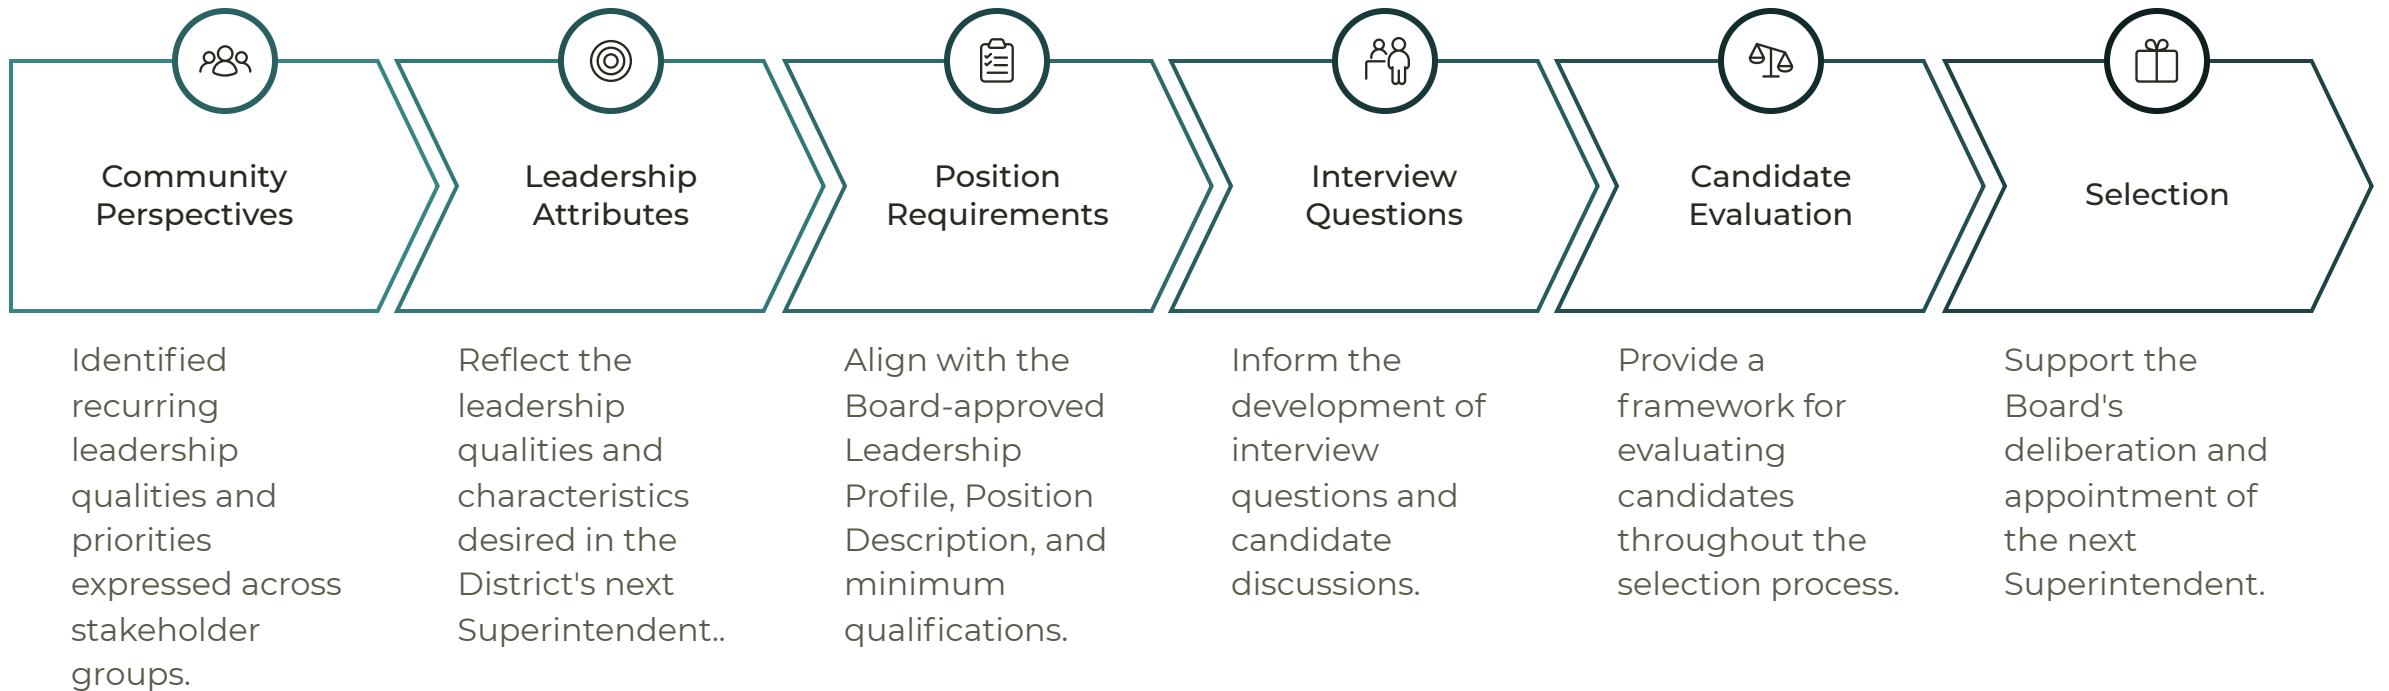 Community
Perspectives
Leadership
Attributes
Position
Requirements
Interview
Questions
Candidate
Evaluation
Selection
Identified
recurring
leadership
qualities and
priorities
expressed across
stakeholder
groups.
Reflect the
leadership
qualities and
characteristics
desired in the
District's next
Superintendent..
Align with the
Board-approved
Leadership
Profile, Position
Description, and
minimum
qualifications.
Inform the
development of
interview
questions and
candidate
discussions.
Provide a
framework for
evaluating
candidates
throughout the
selection process.
Support the
Board's
deliberation and
appointment of
the next
Superintendent.